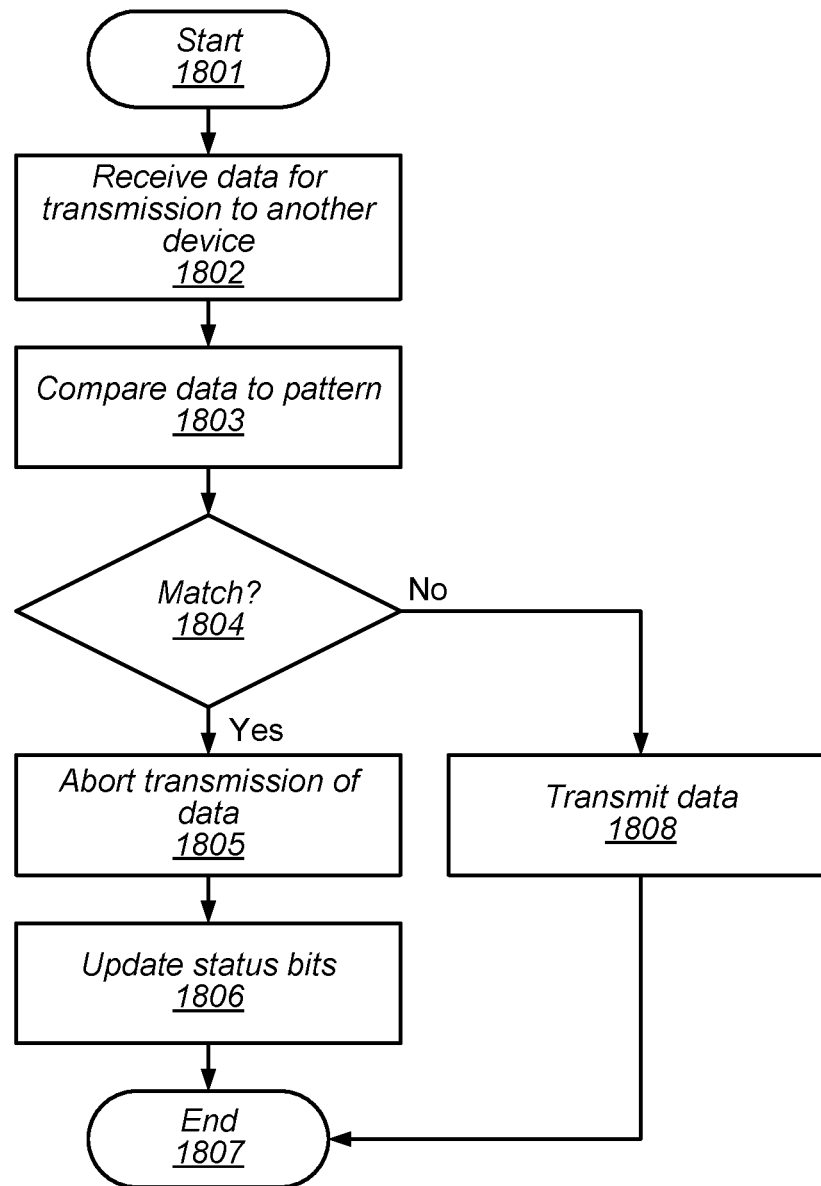 Start
1801
Receive data for
transmission to another
device
1802
Compare data to pattern
1803
Match?
1804
No
Yes
Abort transmission of
data
1805
Transmit data
1808
Update status bits
1806
End
1807